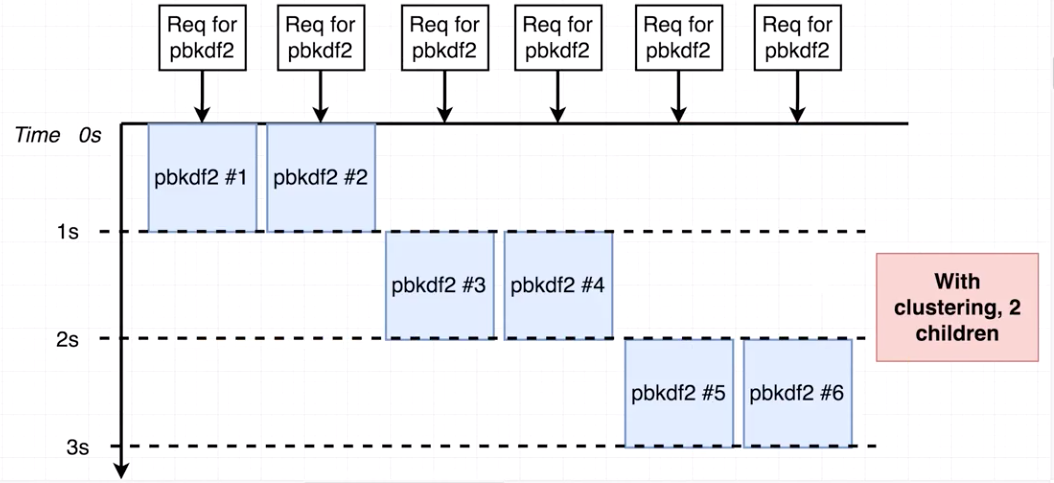 Req for
pbkdf2
Req for
pbkdf2
Req for
pbkdf2
Req for
pbkdf2
Req for
pbkdf2
Req for
pbkdf2
Time 0s
pbkdf2 #1
pbkdf2 #2
1s
pbkdf2 #3
pbkdf2 #4
With
clustering, 2
children
2s
pbkdf2 #5
pbkdf2 #6
3s